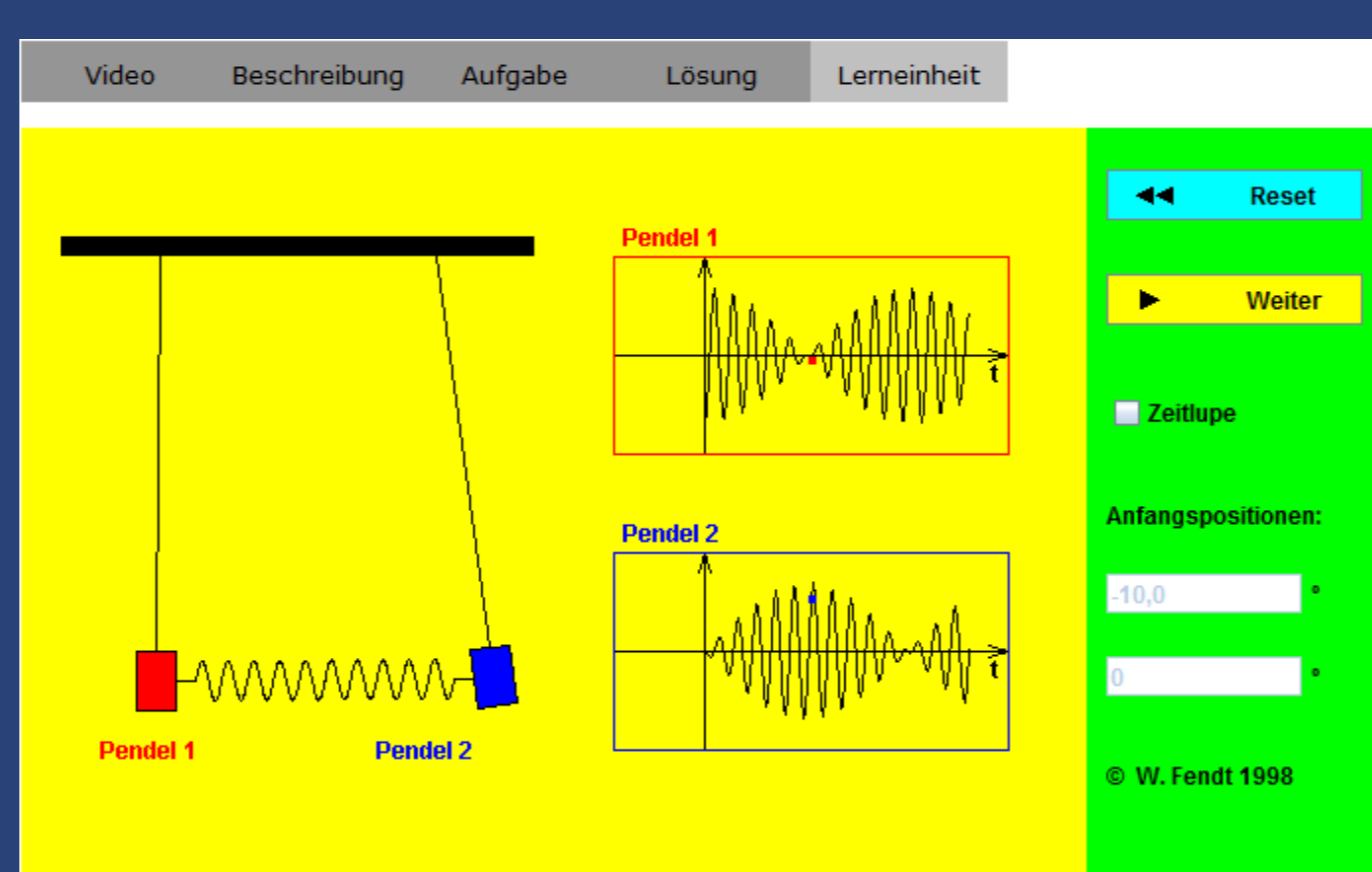 Video Beschreibung Aufgabe Lösung Lerneinheit
◀◀ Reset
▶ Weiter
Zeitlupe
Anfangspositionen:
-10,0 °
0 °
© W. Fendt 1998
Pendel 1
t
Pendel 2
t
Pendel 1 Pendel 2